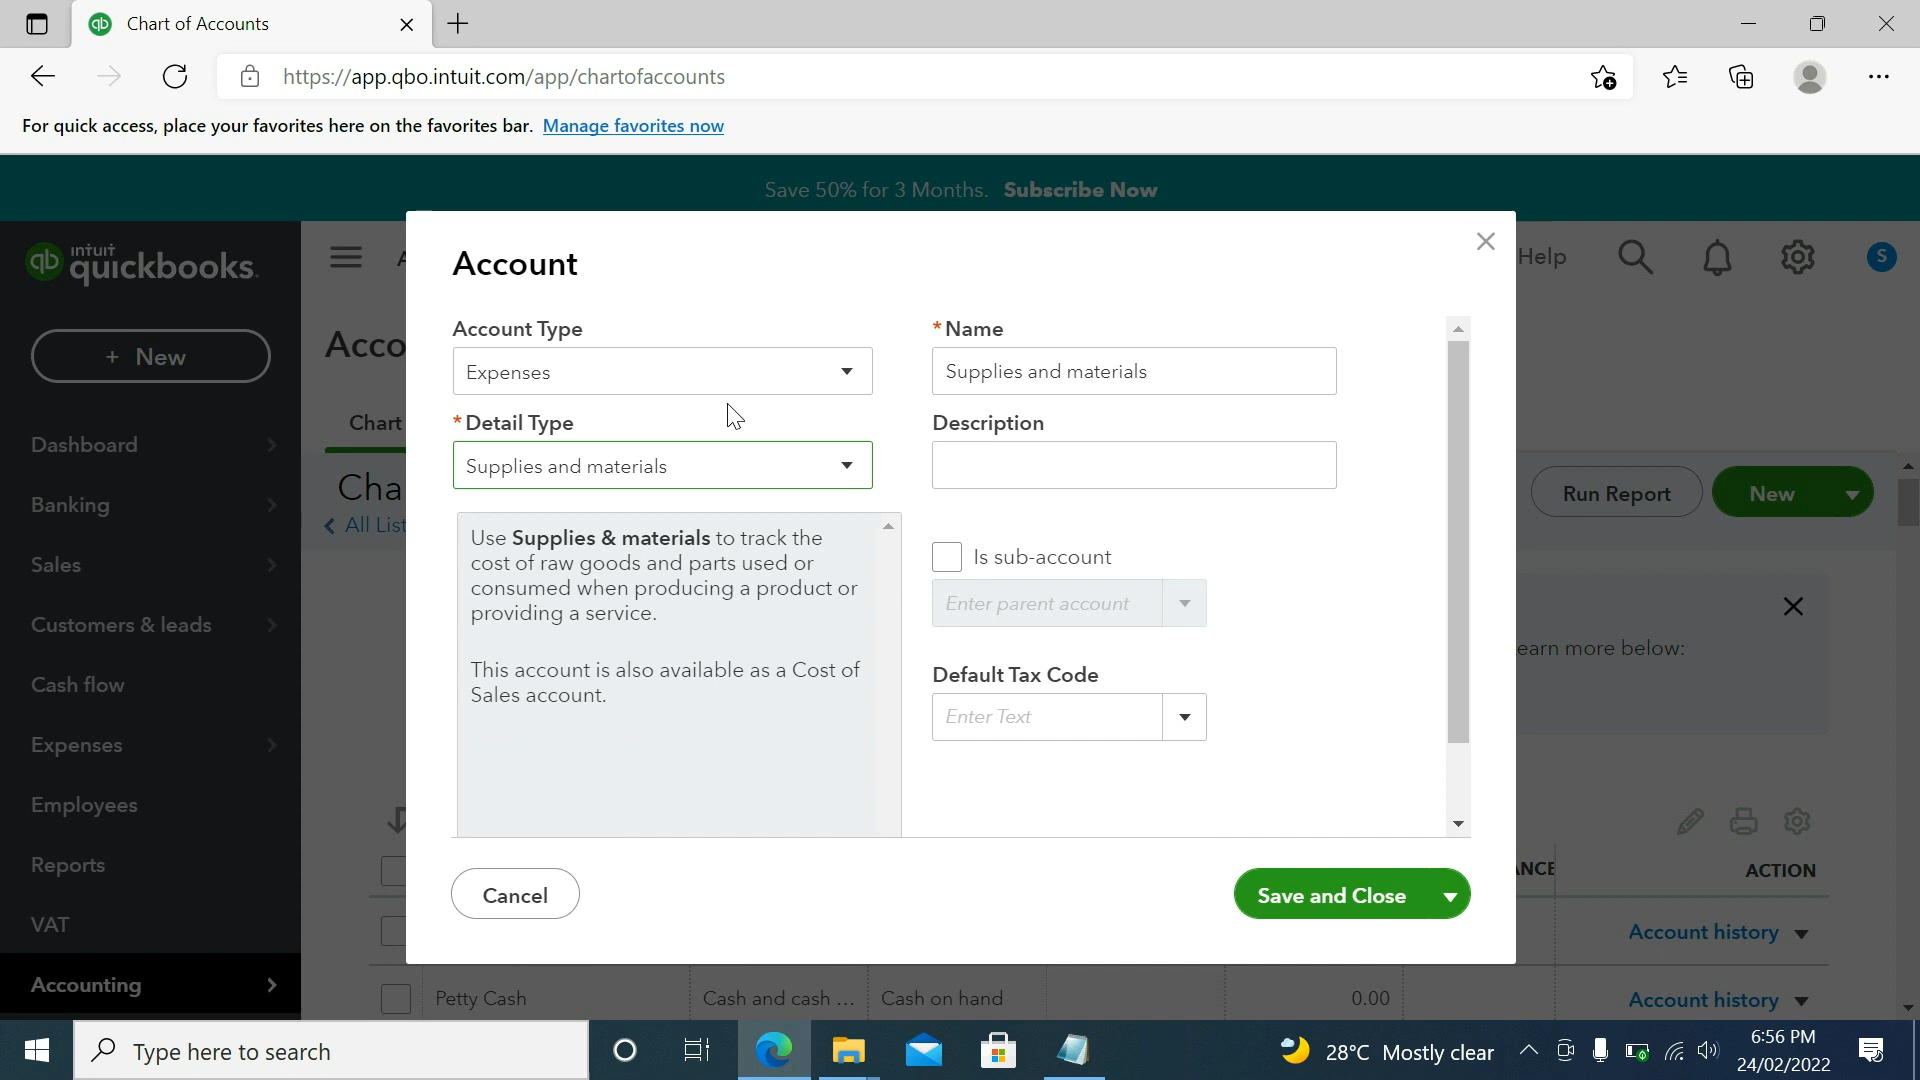 Chart of Accounts
https://app.qbo.intuit.com/app/chartofaccounts
For quick access, place your favorites here on the favorites bar. Manage favorites now
Save 50% for 3 Months. Subscribe Now
qb intuit quickbooks.
Help
S
Account
+ New
Acco
Account Type
Expenses
* Name
Supplies and materials
* Detail Type
Supplies and materials
Description
Chart
Dashboard
Banking
Sales
Customers & leads
Cash flow
Expenses
Employees
Reports
VAT
Accounting
Cha
All List
Run Report
New
Use Supplies & materials to track the
cost of raw goods and parts used or
consumed when producing a product or
providing a service.
This account is also available as a Cost of
Sales account.
Is sub-account
Enter parent account
Default Tax Code
Enter Text
earn more below:
Cancel
Save and Close
ANCE
ACTION
Account history
Petty Cash
Cash and cash ...
Cash on hand
0.00
Account history
Type here to search
28°C Mostly clear
6:56 PM
24/02/2022